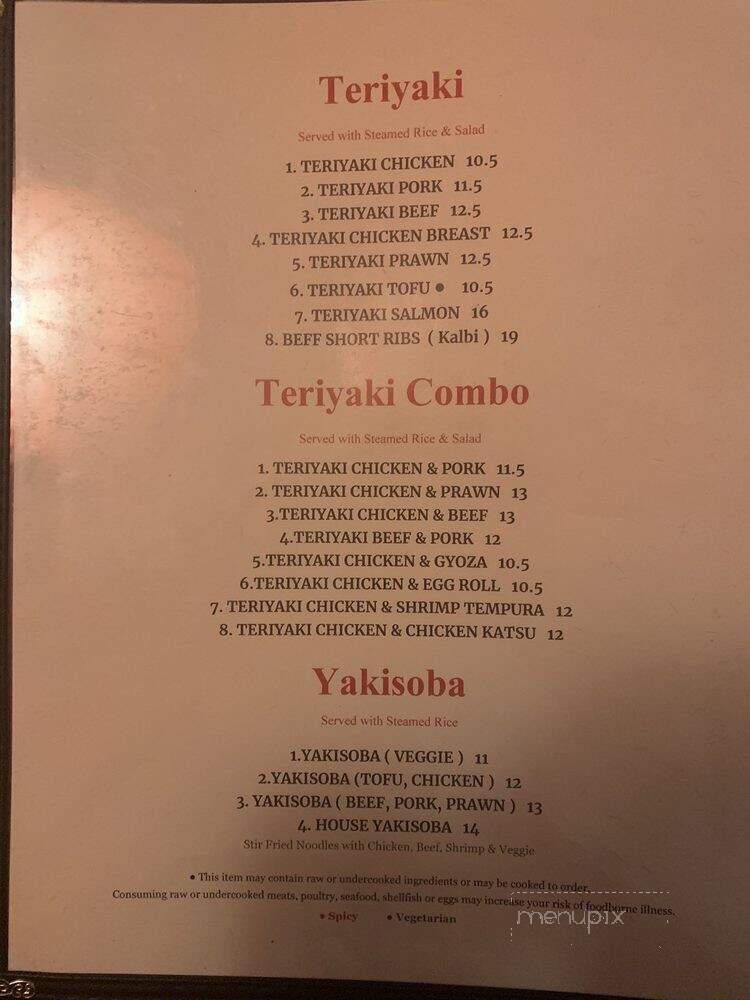 Teriyaki
Served with Steamed Rice & Salad
1. TERIYAKI CHICKEN 10.5
2. TERIYAKI PORK 11.5
3. TERIYAKI BEEF 12.5
4. TERIYAKI CHICKEN BREAST 12.5
5. TERIYAKI PRAWN 12.5
6. TERIYAKI TOFU ● 10.5
7. TERIYAKI SALMON 16
8. BEFF SHORT RIBS ( Kalbi ) 19
Teriyaki Combo
Served with Steamed Rice & Salad
1. TERIYAKI CHICKEN & PORK 11.5
2. TERIYAKI CHICKEN & PRAWN 13
3.TERIYAKI CHICKEN & BEEF 13
4.TERIYAKI BEEF & PORK 12
5.TERIYAKI CHICKEN & GYOZA 10.5
6.TERIYAKI CHICKEN & EGG ROLL 10.5
7. TERIYAKI CHICKEN & SHRIMP TEMPURA 12
8. TERIYAKI CHICKEN & CHICKEN KATSU 12
Yakisoba
Served with Steamed Rice
1.YAKISOBA ( VEGGIE ) 11
2.YAKISOBA (TOFU, CHICKEN ) 12
3. YAKISOBA ( BEEF, PORK, PRAWN ) 13
4. HOUSE YAKISOBA 14
Stir Fried Noodles with Chicken, Beef, Shrimp & Veggie
● This item may contain raw or undercooked ingredients or may be cooked to order.
Consuming raw or undercooked meats, poultry, seafood, shellfish or eggs may increase your risk of foodborne illness.
● Spicy ● Vegetarian
menupix